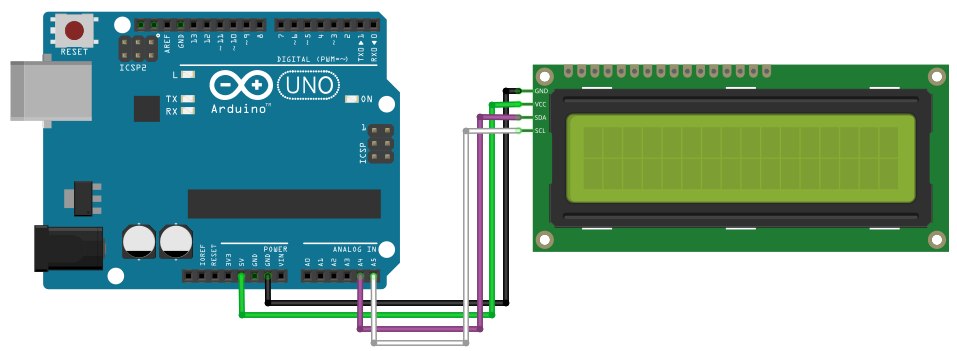 RESET
ICSP2
AREF
GND
13
12
~11
~10
~9
8
7
~6
~5
4
~3
2
TXD▶1
RXD◀0
DIGITAL (PWM=~)
L
TX
RX
Arduino™
UNO
ON
1
ICSP
POWER
ANALOG IN
IOREF
RESET
3V3
5V
GND
GND
VIN
A0
A1
A2
A3
A4
A5
GND
VCC
SDA
SCL